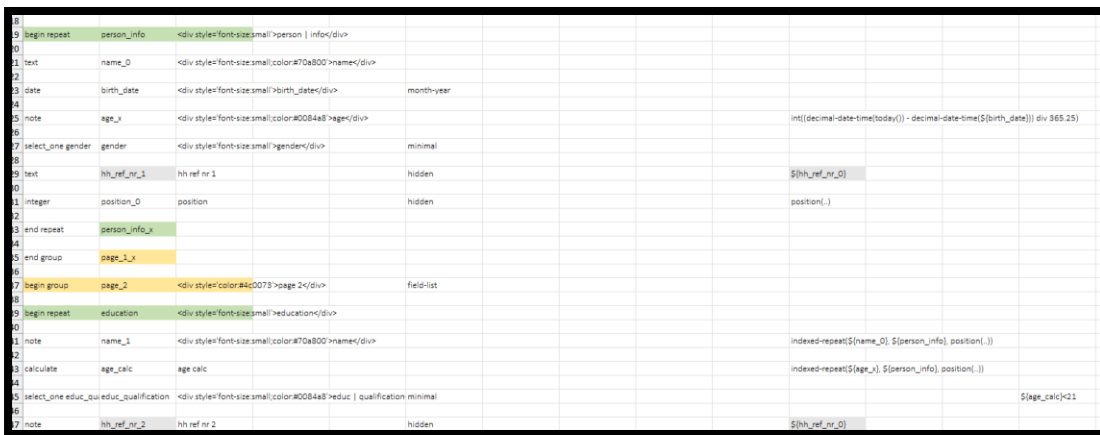 18
19 begin repeat person_info <div style='font-size:small'>person | info</div>
20
21 text name_0 <div style='font-size:small;color:#70a800'>name</div>
22
23 date birth_date <div style='font-size:small'>birth_date</div> month-year
24
25 note age_x <div style='font-size:small;color:#0084a8'>age</div> int((decimal-date-time(today()) - decimal-date-time(${birth_date})) div 365.25)
26
27 select_one gender gender <div style='font-size:small'>gender</div> minimal
28
29 text hh_ref_nr_1 hh ref nr 1 hidden ${hh_ref_nr_0}
30
31 integer position_0 position hidden position(..)
32
33 end repeat person_info_x
34
35 end group page_1_x
36
37 begin group page_2 <div style='color:#4c0073'>page 2</div> field-list
38
39 begin repeat education <div style='font-size:small'>education</div>
40
41 note name_1 <div style='font-size:small;color:#70a800'>name</div> indexed-repeat(${name_0}, ${person_info}, position(..))
42
43 calculate age_calc age calc indexed-repeat(${age_x}, ${person_info}, position(..))
44
45 select_one educ_qu educ_qualification <div style='font-size:small;color:#0084a8'>educ | qualification minimal ${age_calc}<21
46
47 note hh_ref_nr_2 hh ref nr 2 hidden ${hh_ref_nr_0}